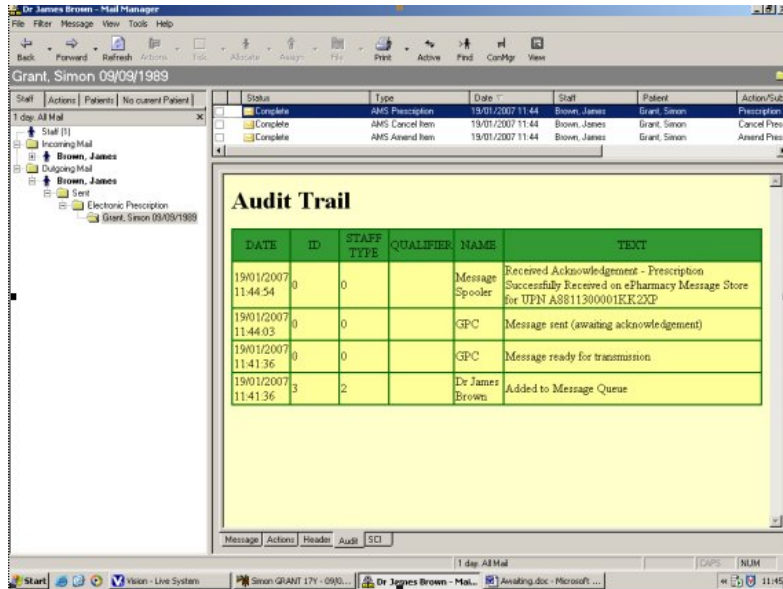 Dr James Brown - Mail Manager
File Filter Message View Tools Help
Back Forward Refresh Actions Task Allocate Assign File Print Active Find ConMgr View
Grant, Simon 09/09/1989
Staff Actions Patients No current Patient
1 day. All Mail
Staff [1]
Incoming Mail
Brown, James
Outgoing Mail
Brown, James
Sent
Electronic Prescription
Grant, Simon 09/09/1989
Status Type Date Staff Patient Action/Sub
Complete AMS Prescription 19/01/2007 11:44 Brown, James Grant, Simon Prescription
Complete AMS Cancel Item 19/01/2007 11:44 Brown, James Grant, Simon Cancel Pres
Complete AMS Amend Item 19/01/2007 11:44 Brown, James Grant, Simon Amend Pres
Audit Trail
DATE ID STAFF TYPE QUALIFIER NAME TEXT
19/01/2007 11:44:54 0 0 Message Spooler Received Acknowledgement - Prescription
Successfully Received on ePharmacy Message Store
for UPN A8811300001KK2XP
19/01/2007 11:44:03 0 0 GPC Message sent (awaiting acknowledgement)
19/01/2007 11:41:36 0 0 GPC Message ready for transmission
19/01/2007 11:41:36 3 2 Dr James Brown Added to Message Queue
Message Actions Header Audit SCI
1 day. All Mail CAPS NUM
Start Vision - Live System Simon GRANT 17Y - 09/0... Dr Jagnes Brown - Mai... Awaiting.doc - Microsoft ... 11:45